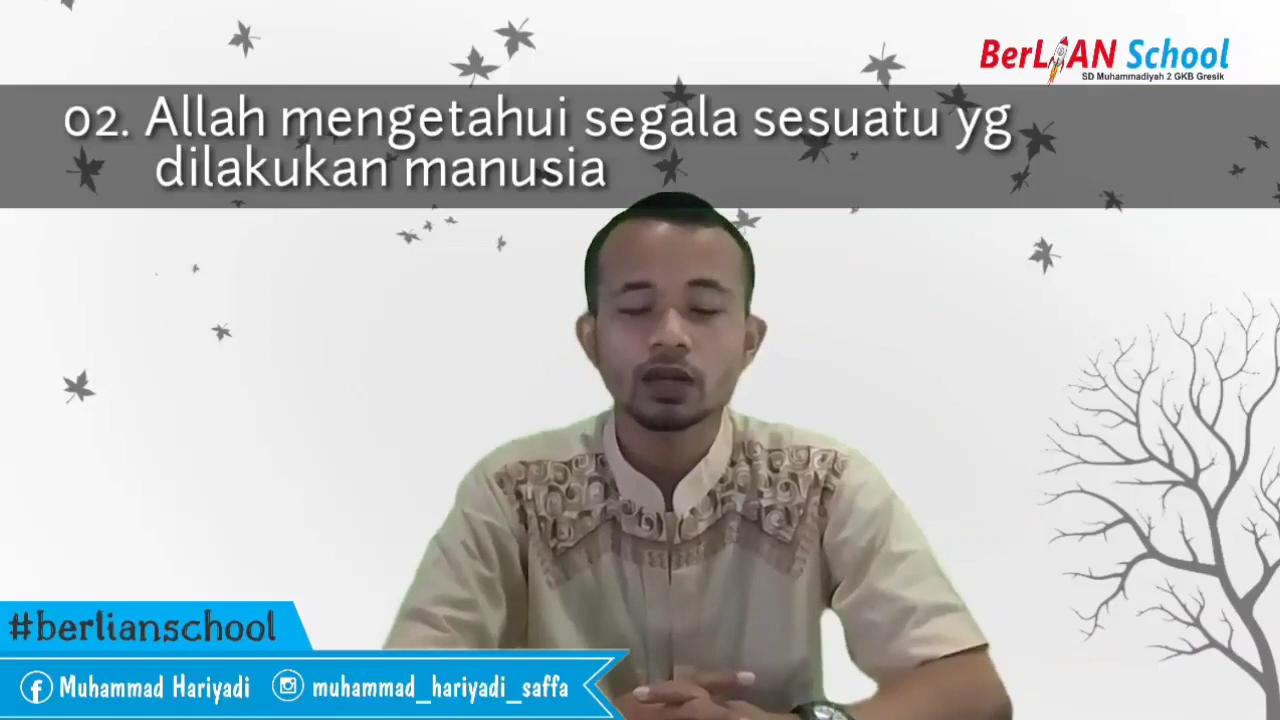 BerLIAN School
SD Muhammadiyah 2 GKB Gresik
02. Allah mengetahui segala sesuatu yg
dilakukan manusia
#berlianschool
Muhammad Hariyadi muhammad_hariyadi_saffa